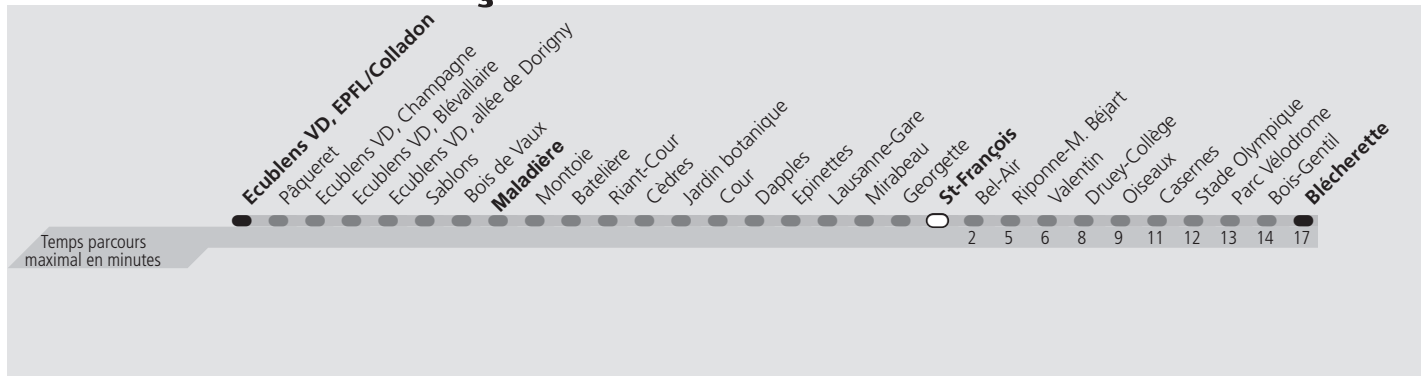 Ecublens VD, EPFL/Colladon
Pâqueret
Ecublens VD, Champagne
Ecublens VD, Blévallaire
Ecublens VD, allée de Dorigny
Sablons
Bois de Vaux
Maladière
Montoie
Batelière
Riant-Cour
Cèdres
Jardin botanique
Cour
Dapples
Epinettes
Lausanne-Gare
Mirabeau
Georgette
St-François
Bel-Air
Riponne-M. Béjart
Valentin
Druey-Collège
Oiseaux
Casernes
Stade Olympique
Parc Vélodrome
Bois-Gentil
Blécherette
Temps parcours
maximal en minutes
2 5 6 8 9 11 12 13 14 17